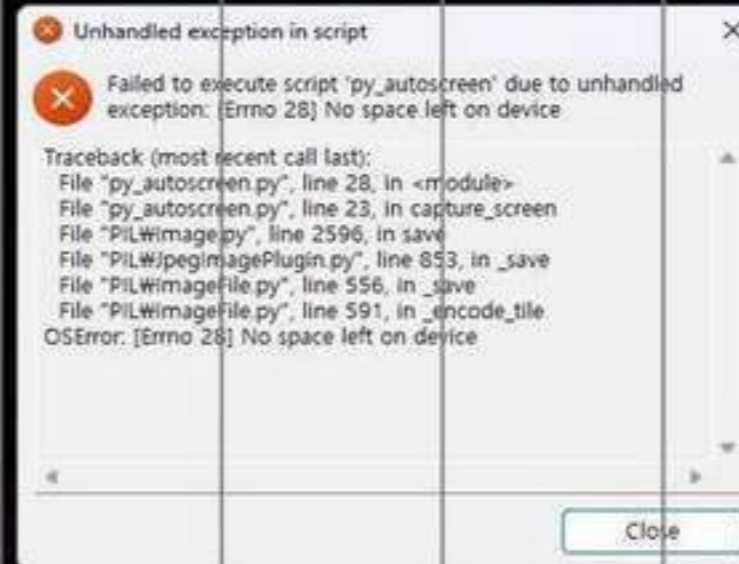 Unhandled exception in script
Failed to execute script 'py_autoscreen' due to unhandled
exception: [Errno 28] No space left on device
Traceback (most recent call last):
File "py_autoscreen.py", line 28, in <module>
File "py_autoscreen.py", line 23, in capture_screen
File "PIL₩Image.py", line 2596, in save
File "PIL₩JpegImagePlugin.py", line 853, in _save
File "PIL₩ImageFile.py", line 556, in _save
File "PIL₩ImageFile.py", line 591, in _encode_tile
OSError: [Errno 28] No space left on device
Close